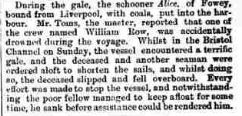 During the gale, the schooner Alice, of Fowey,
bound from Liverpool, with coals, put into the har-
bour. Mr. Tons, the master, reported that one of
the crew named William Row, was accidentally
drowned during the voyage. Whilst in the Bristol
Channel on Sunday, the vessel encountered a terrific
gale, and the deceased and another seaman were
ordered aloft to shorten the sails, and whilst doing
so, the deceased slipped and fell overboard. Every
effort was made to stop the vessel, and notwithstand-
ing the poor fellow managed to keep afloat for some
time, he sank before assistance could be rendered him.